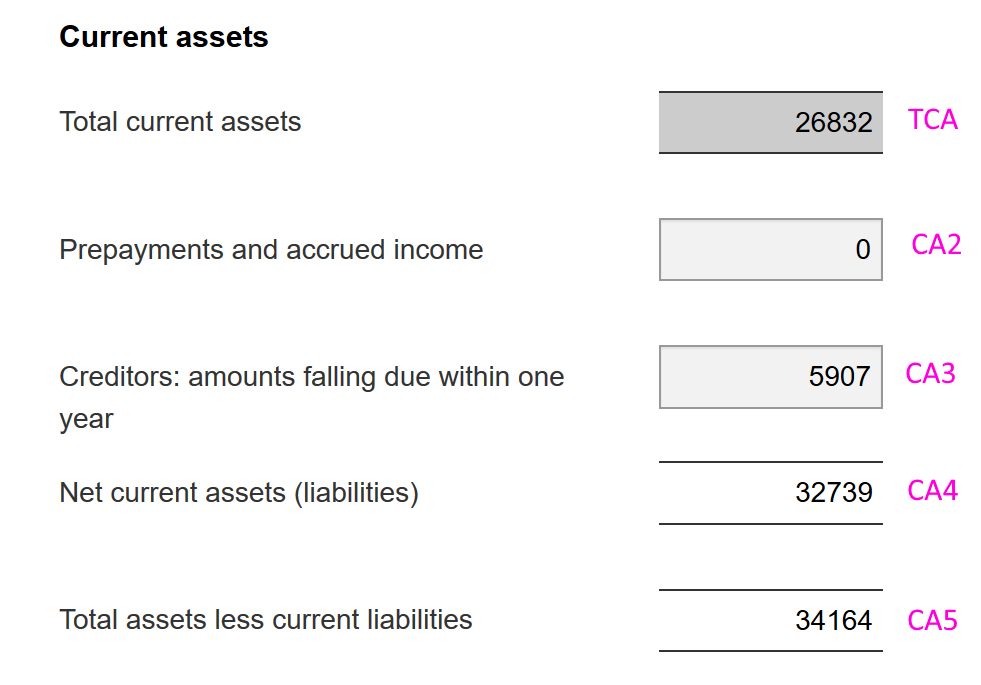 Current assets
Total current assets 26832 TCA
Prepayments and accrued income 0 CA2
Creditors: amounts falling due within one 5907 CA3
year
Net current assets (liabilities) 32739 CA4
Total assets less current liabilities 34164 CA5